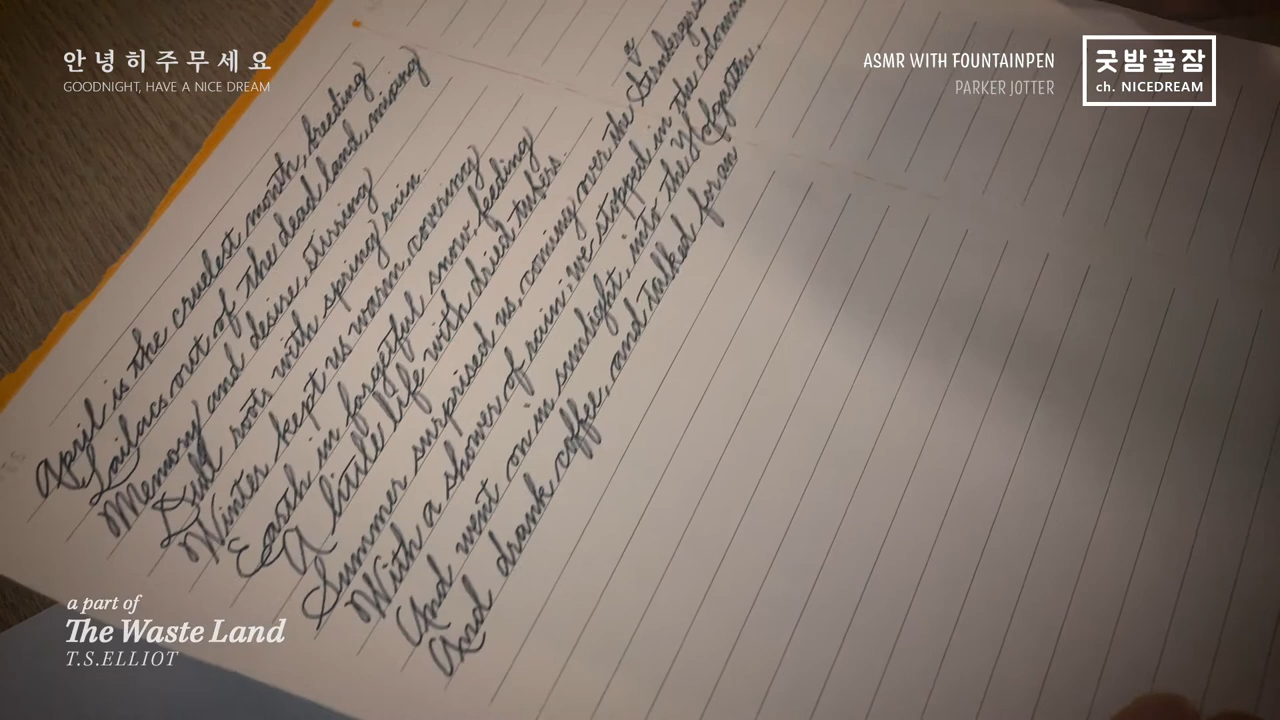 안녕히주무세요
GOODNIGHT, HAVE A NICE DREAM
ASMR WITH FOUNTAINPEN
PARKER JOTTER
굿밤꿀잠
ch. NICEDREAM
April is the cruelest month, breeding
Lailacs out of the dead land, mixing
Memory and desire, stirring
Dull roots with spring rain.
Winter kept us warm, covering
Earth in forgetful snow, feeding
A little life with dried tubers.
Summer surprised us, coming over the
With a shower of rain; we stopped in the
And went on in sunlight, into the
And drank coffee, and talked for an
a part of
The Waste Land
T.S.ELLIOT